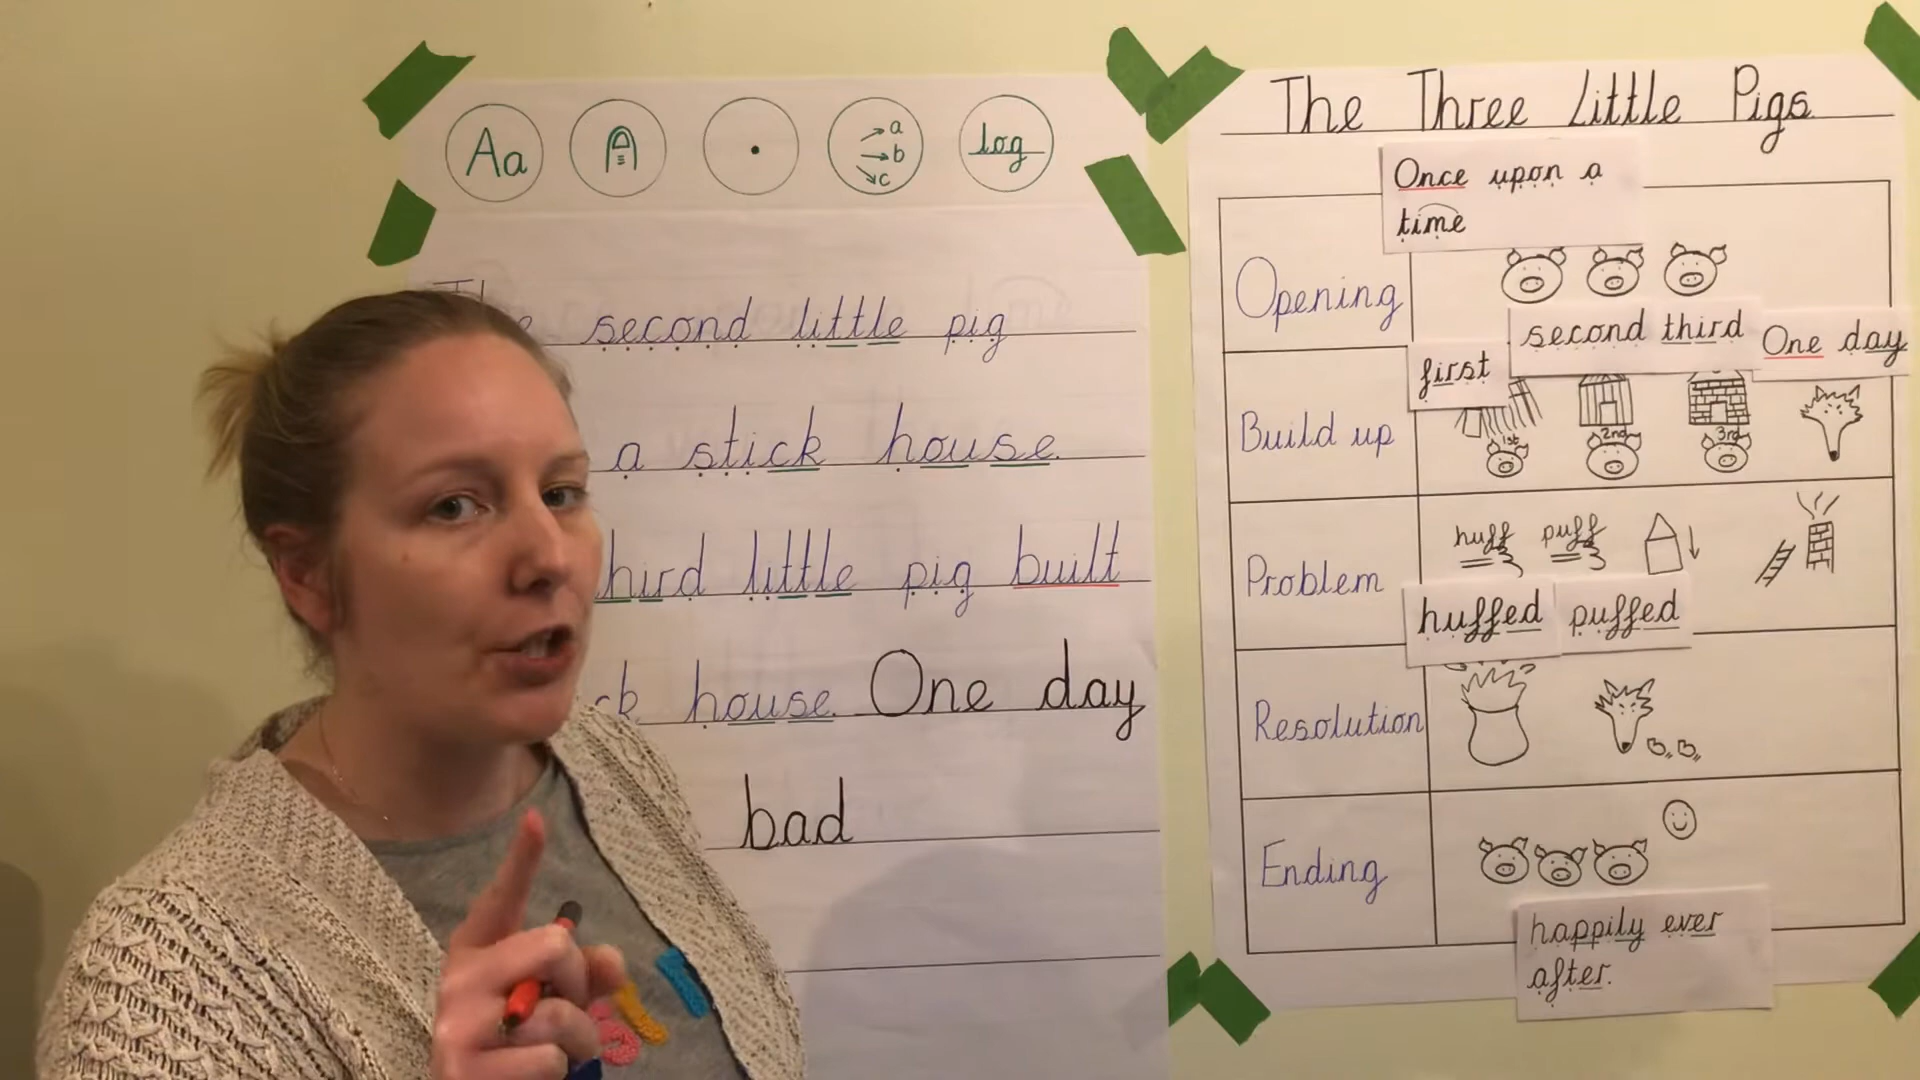 Aa
a
b
c
log
second little pig
a stick house.
third little pig built
ck house. One day
bad
The Three Little Pigs
Once upon a
time
Opening
first second third One day
Build up
1st 2nd 3rd
huff puff
Problem
huffed puffed
Resolution
Ending
happily ever
after.